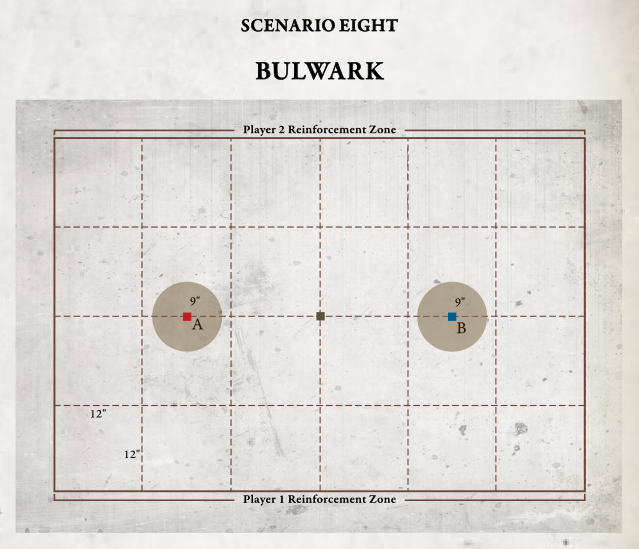 SCENARIO EIGHT
BULWARK
Player 2 Reinforcement Zone
9" 9"
A B
12"
12"
Player 1 Reinforcement Zone